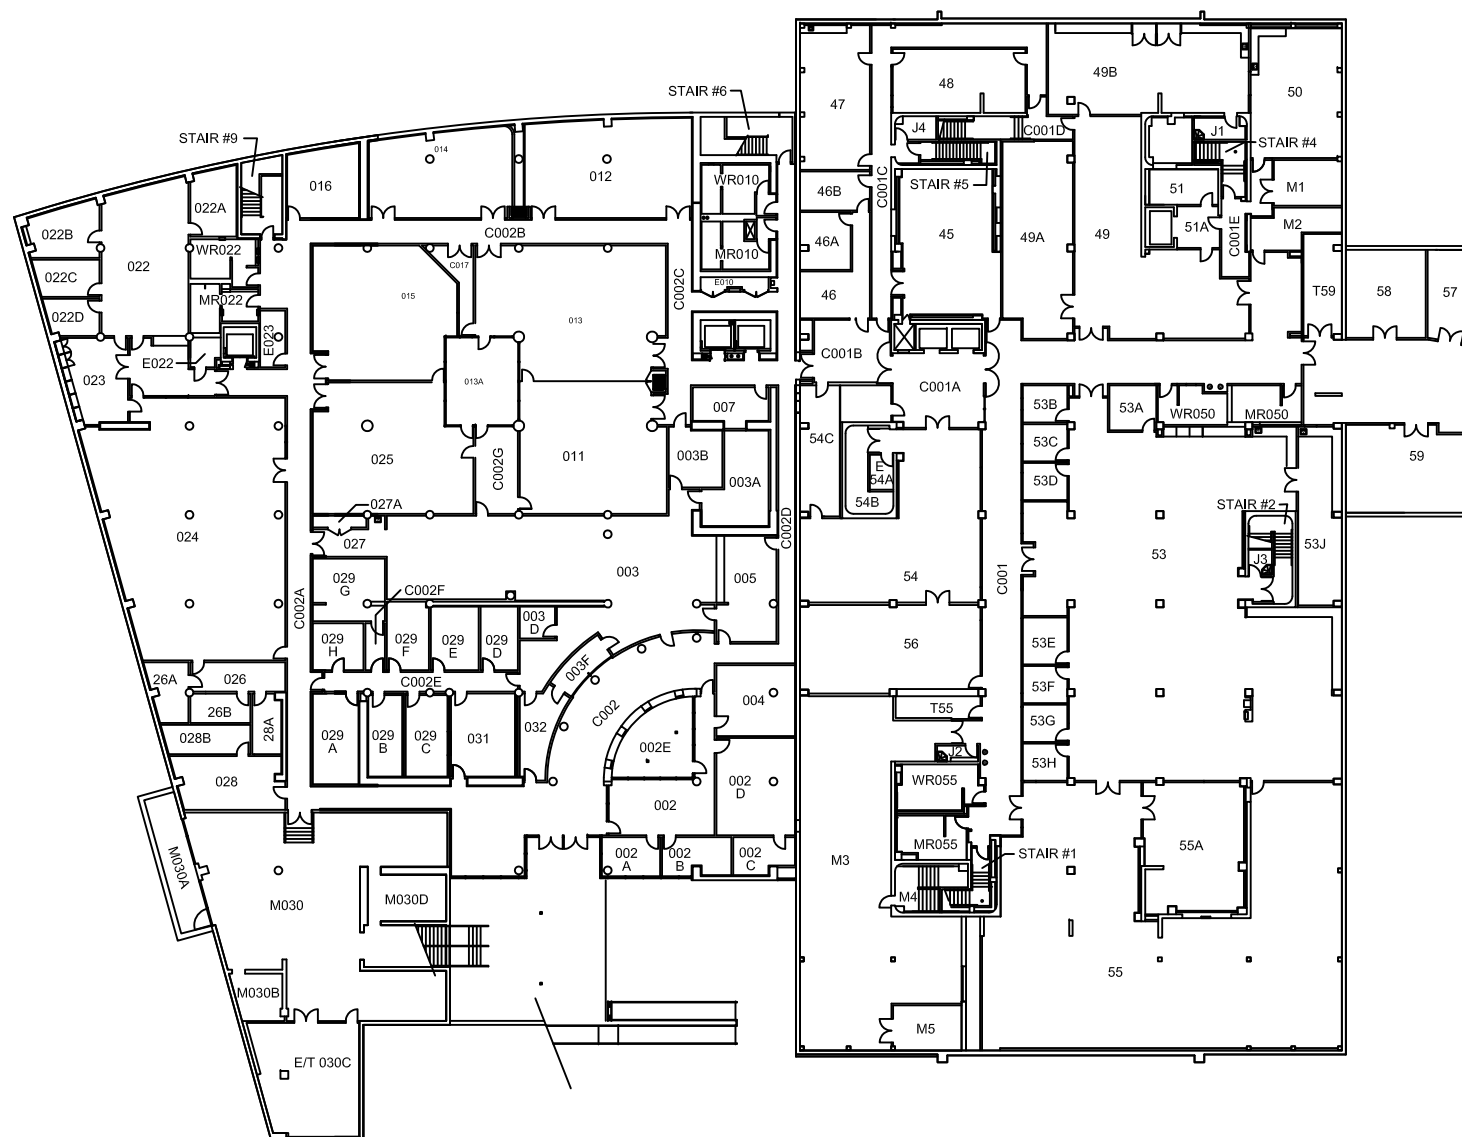 STAIR #6
STAIR #9
47
48
49B
50
J4
C001D
J1
STAIR #4
014
012
016
022A
WR010
46B
C001C
STAIR #5
51
M1
022B
022
WR022
C002B
MR010
46A
45
49A
49
51A
C001E
M2
022C
C017
C002C
E010
46
022D
MR022
015
013
T59
58
57
E023
023
E022
013A
C001B
C001A
007
53B
53A
WR050
MR050
54C
53C
025
C002G
011
003B
003A
E
54A
54B
53D
59
027A
STAIR #2
024
027
C002D
003
005
54
C001
53
J3
53J
029
G
C002F
C002A
003
D
029
H
029
F
029
E
029
D
56
53E
26A
026
C002E
003F
53F
26B
28A
028B
029
A
029
B
029
C
031
032
C002
004
002E
T55
53G
J2
53H
028
002
002
D
WR055
M030A
002
A
002
B
002
C
M3
MR055
STAIR #1
55A
M030
M030D
M4
55
M030B
M5
E/T 030C